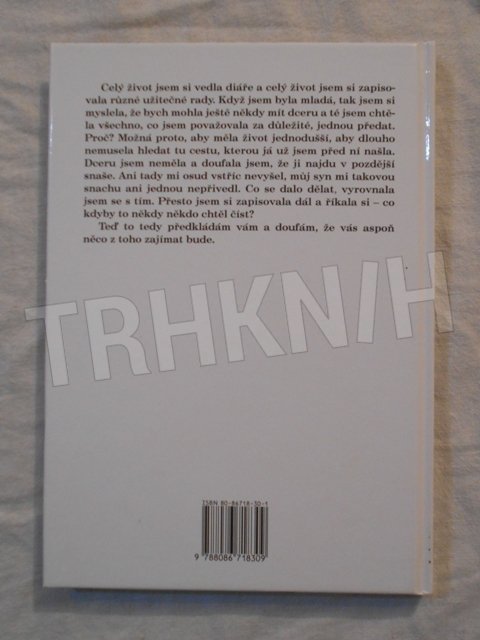 Celý život jsem si vedla diáře a celý život jsem si zapiso-
vala různé užitečné rady. Když jsem byla mladá, tak jsem si
myslela, že bych mohla ještě někdy mít dceru a té jsem chtě-
la všechno, co jsem považovala za důležité, jednou předat.
Proč? Možná proto, aby měla život jednodušší, aby dlouho
nemusela hledat tu cestu, kterou já už jsem před ní našla.
Dceru jsem neměla a doufala jsem, že ji najdu v pozdější
snaše. Ani tady mi osud vstříc nevyšel, můj syn mi takovou
snachu ani jednou nepřivedl. Co se dalo dělat, vyrovnala
jsem se s tím. Přesto jsem si zapisovala dál a říkala si – co
kdyby to někdy někdo chtěl číst?
Teď to tedy předkládám vám a doufám, že vás aspoň
něco z toho zajímat bude.
TRHKNIH
ISBN 80-86718-30-1
9 788086 718309